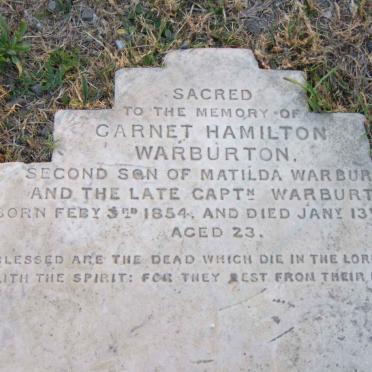 SACRED
TO THE MEMORY OF
GARNET HAMILTON
WARBURTON,
SECOND SON OF MATILDA WARBUR
AND THE LATE CAPTN WARBURT
BORN FEBY 3RD 1854, AND DIED JANY 13
AGED 23.
BLESSED ARE THE DEAD WHICH DIE IN THE LOR
ITH THE SPIRIT: FOR THEY REST FROM THEIR